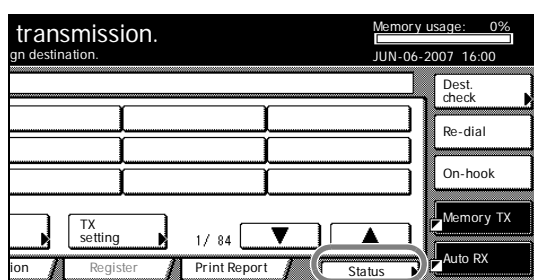 transmission.
Memory usage: 0%
gn destination.
JUN-06-2007 16:00
Dest.
check
Re-dial
On-hook
TX
setting
1/ 84
Memory TX
Auto RX
ion
Register
Print Report
Status